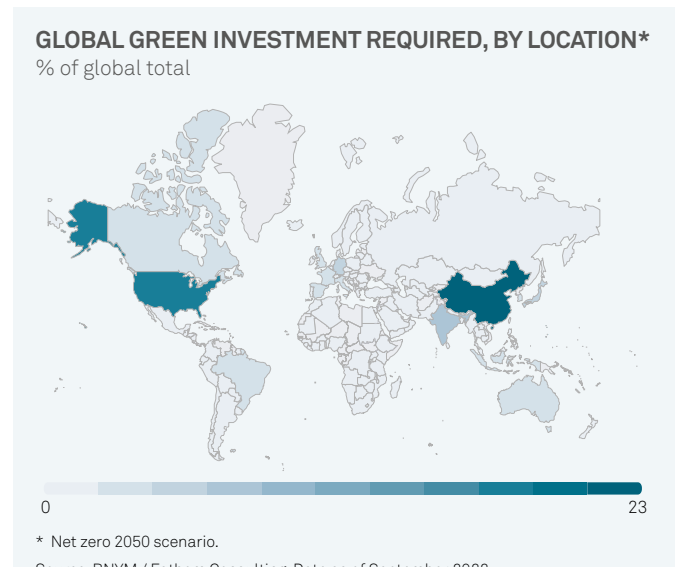 GLOBAL GREEN INVESTMENT REQUIRED, BY LOCATION*
% of global total
0
23
* Net zero 2050 scenario.